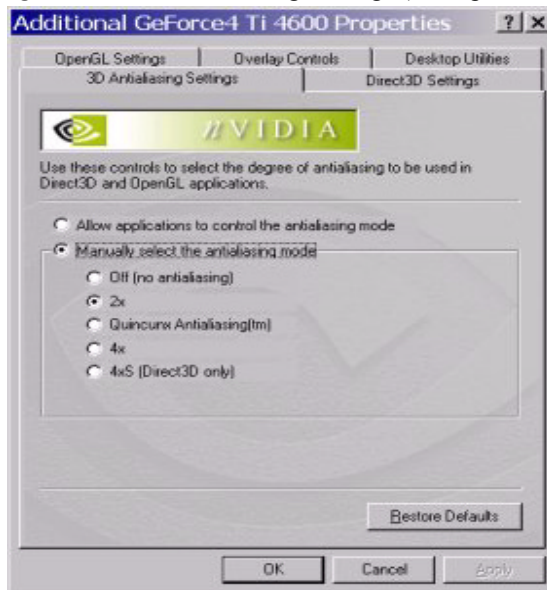 Additional GeForce4 Ti 4600 Properties ? X
OpenGL Settings Overlay Controls Desktop Utilities
3D Antialiasing Settings Direct3D Settings
nVIDIA
Use these controls to select the degree of antialiasing to be used in
Direct3D and OpenGL applications.
Allow applications to control the antialiasing mode
Manually select the antialiasing mode
Off (no antialiasing)
2x
Quincunx Antialiasing(tm)
4x
4xS (Direct3D only)
Restore Defaults
OK Cancel Apply